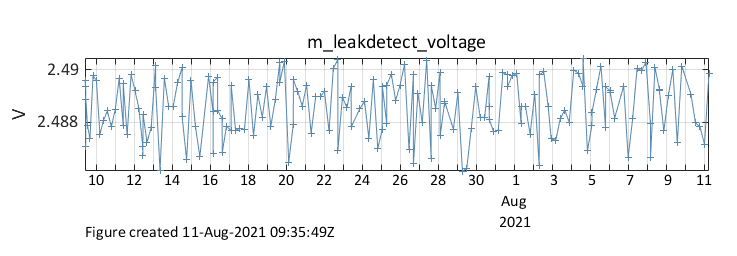 m_leakdetect_voltage
2.49
2.488
V
10 12 14 16 18 20 22 24 26 28 30 1 3 5 7 9 11
Aug
2021
Figure created 11-Aug-2021 09:35:49Z